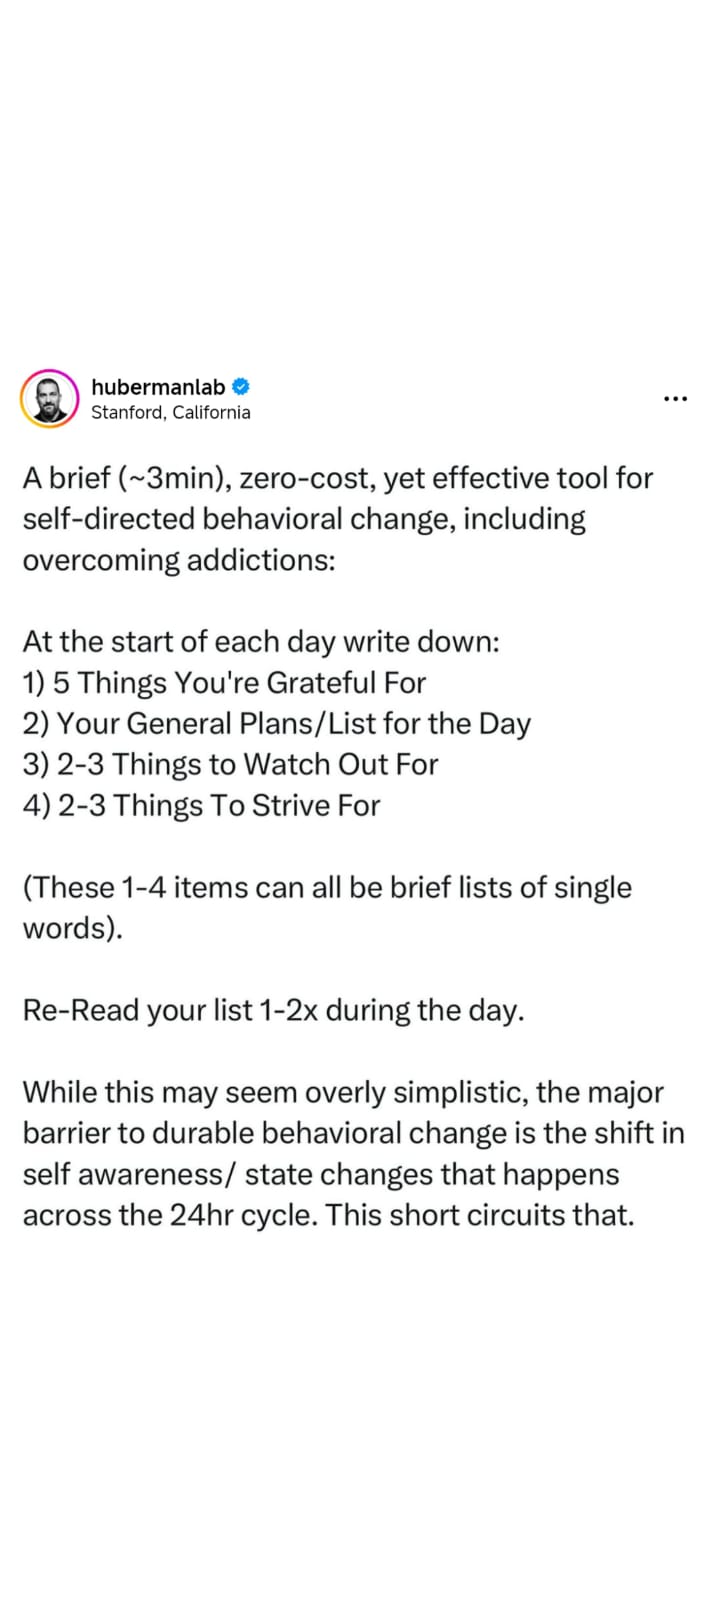 hubermanlab
Stanford, California
A brief (~3min), zero-cost, yet effective tool for
self-directed behavioral change, including
overcoming addictions:
At the start of each day write down:
1) 5 Things You're Grateful For
2) Your General Plans/List for the Day
3) 2-3 Things to Watch Out For
4) 2-3 Things To Strive For
(These 1-4 items can all be brief lists of single
words).
Re-Read your list 1-2x during the day.
While this may seem overly simplistic, the major
barrier to durable behavioral change is the shift in
self awareness/ state changes that happens
across the 24hr cycle. This short circuits that.